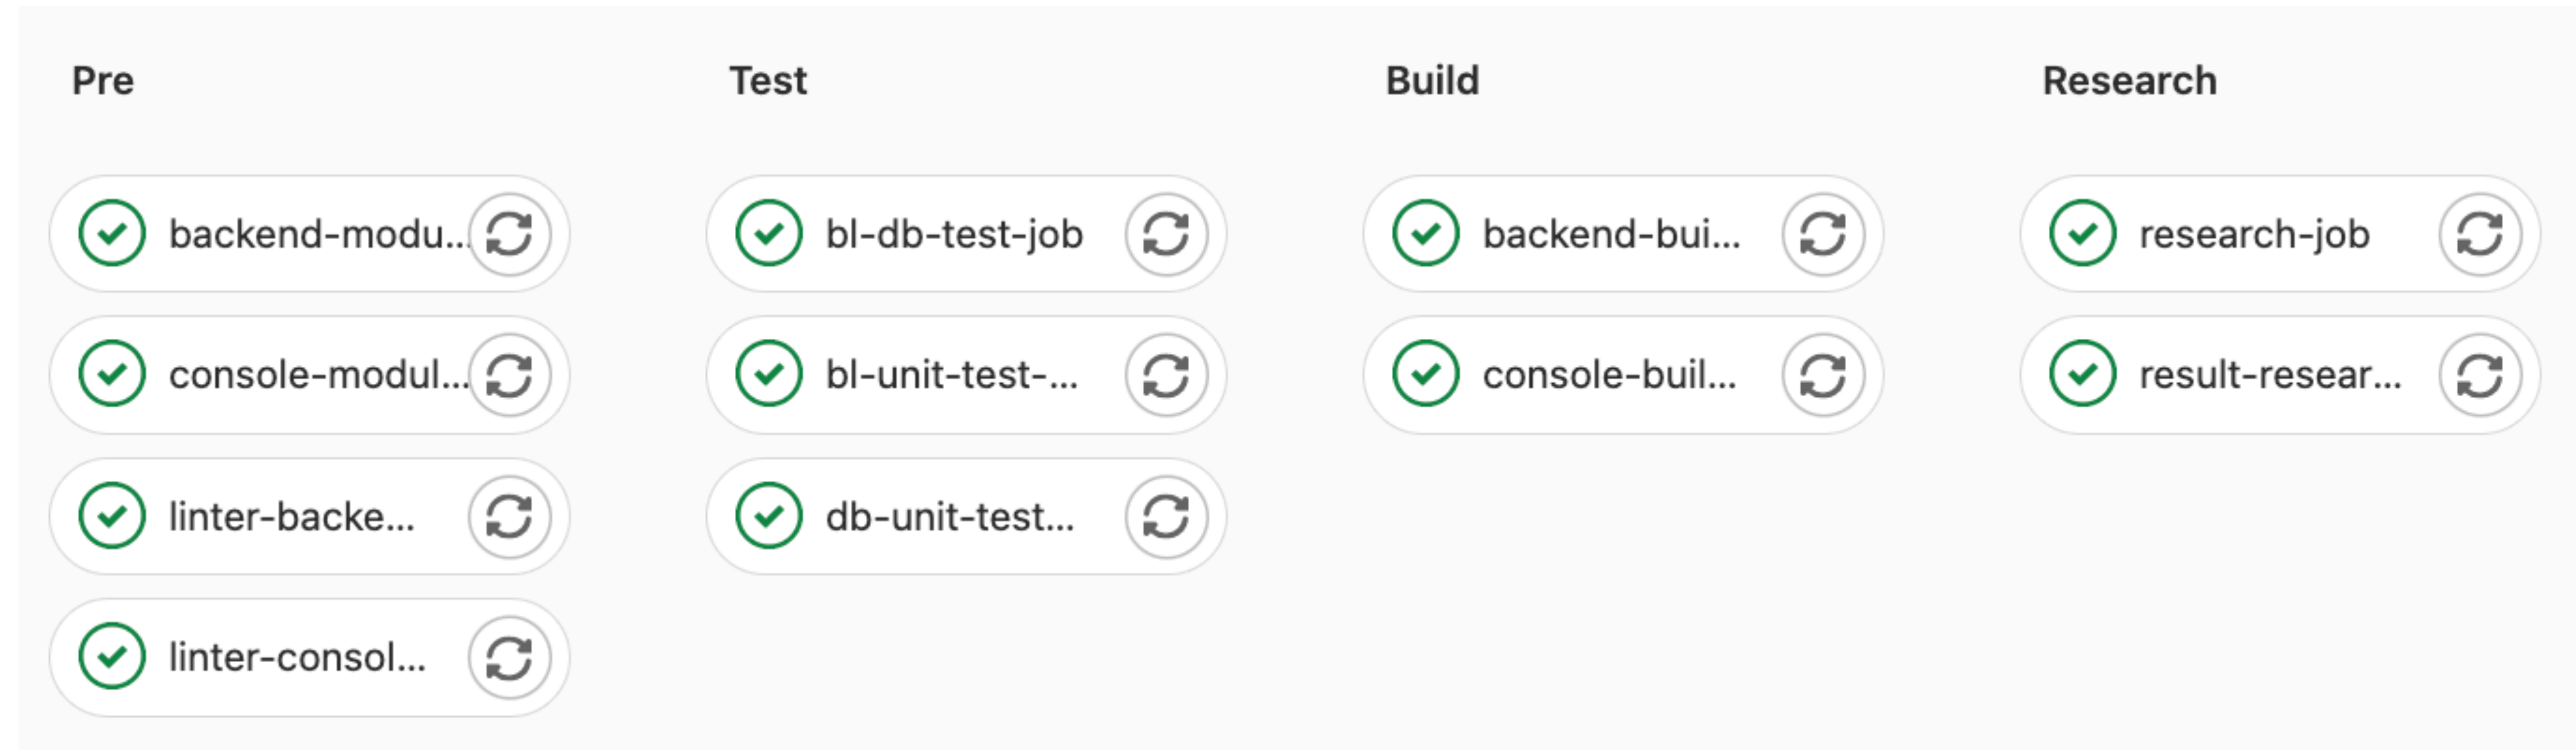 Pre
backend-modu...
console-modul...
linter-backe...
linter-consol...
Test
bl-db-test-job
bl-unit-test-...
db-unit-test...
Build
backend-bui...
console-buil...
Research
research-job
result-resear...